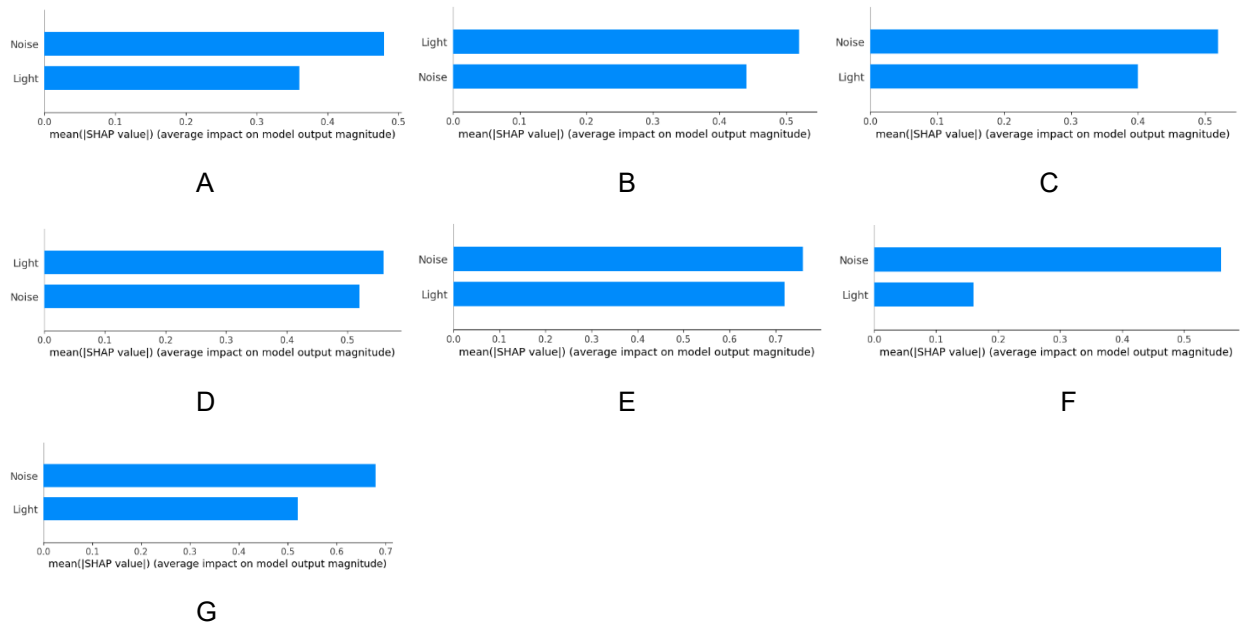 Noise
Light
0.0 0.1 0.2 0.3 0.4 0.5
mean(|SHAP value|) (average impact on model output magnitude)
A
Light
Noise
0.0 0.1 0.2 0.3 0.4 0.5
mean(|SHAP value|) (average impact on model output magnitude)
B
Noise
Light
0.0 0.1 0.2 0.3 0.4 0.5
mean(|SHAP value|) (average impact on model output magnitude)
C
Light
Noise
0.0 0.1 0.2 0.3 0.4 0.5
mean(|SHAP value|) (average impact on model output magnitude)
D
Noise
Light
0.0 0.1 0.2 0.3 0.4 0.5 0.6 0.7
mean(|SHAP value|) (average impact on model output magnitude)
E
Noise
Light
0.0 0.1 0.2 0.3 0.4 0.5
mean(|SHAP value|) (average impact on model output magnitude)
F
Noise
Light
0.0 0.1 0.2 0.3 0.4 0.5 0.6 0.7
mean(|SHAP value|) (average impact on model output magnitude)
G